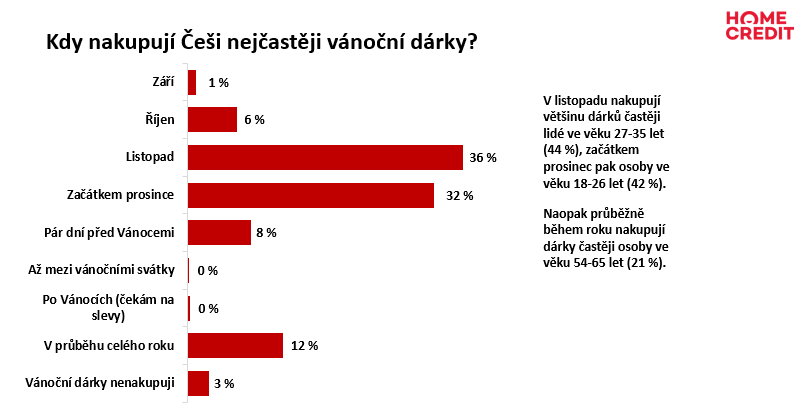 HOME
CREDIT
Kdy nakupují Češi nejčastěji vánoční dárky?
Září
1 %
Říjen
6 %
Listopad
36 %
Začátkem prosince
32 %
Pár dní před Vánocemi
8 %
Až mezi vánočními svátky
0 %
Po Vánocích (čekám na
slevy)
0 %
V průběhu celého roku
12 %
Vánoční dárky nenakupuji
3 %
V listopadu nakupují
většinu dárků častěji
lidé ve věku 27-35 let
(44 %), začátkem
prosinec pak osoby ve
věku 18-26 let (42 %).
Naopak průběžně
během roku nakupují
dárky častěji osoby ve
věku 54-65 let (21 %).